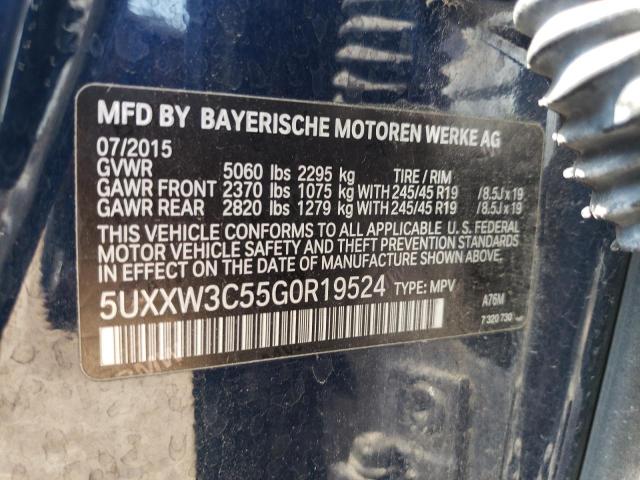 MFD BY BAYERISCHE MOTOREN WERKE AG
07/2015
GVWR 5060 lbs 2295 kg TIRE / RIM
GAWR FRONT 2370 lbs 1075 kg WITH 245/45 R19 /8.5J x 19
GAWR REAR 2820 lbs 1279 kg WITH 245/45 R19 /8.5J x 19
THIS VEHICLE CONFORMS TO ALL APPLICABLE U. S. FEDERAL
MOTOR VEHICLE SAFETY AND THEFT PREVENTION STANDARDS
IN EFFECT ON THE DATE OF MANUFACTURE SHOWN ABOVE.
5UXXW3C55G0R19524 TYPE: MPV
A76M
7 320 730